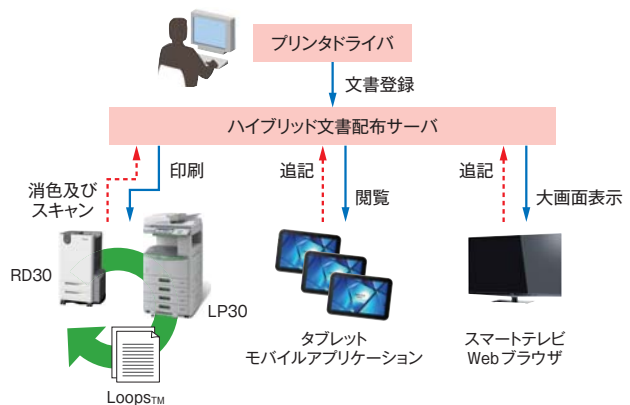 プリンタドライバ
文書登録
ハイブリッド文書配布サーバ
消色及び
スキャン
印刷
追記
閲覧
追記
大画面表示
RD30
LP30
LoopsTM
タブレット
モバイルアプリケーション
スマートテレビ
Webブラウザ